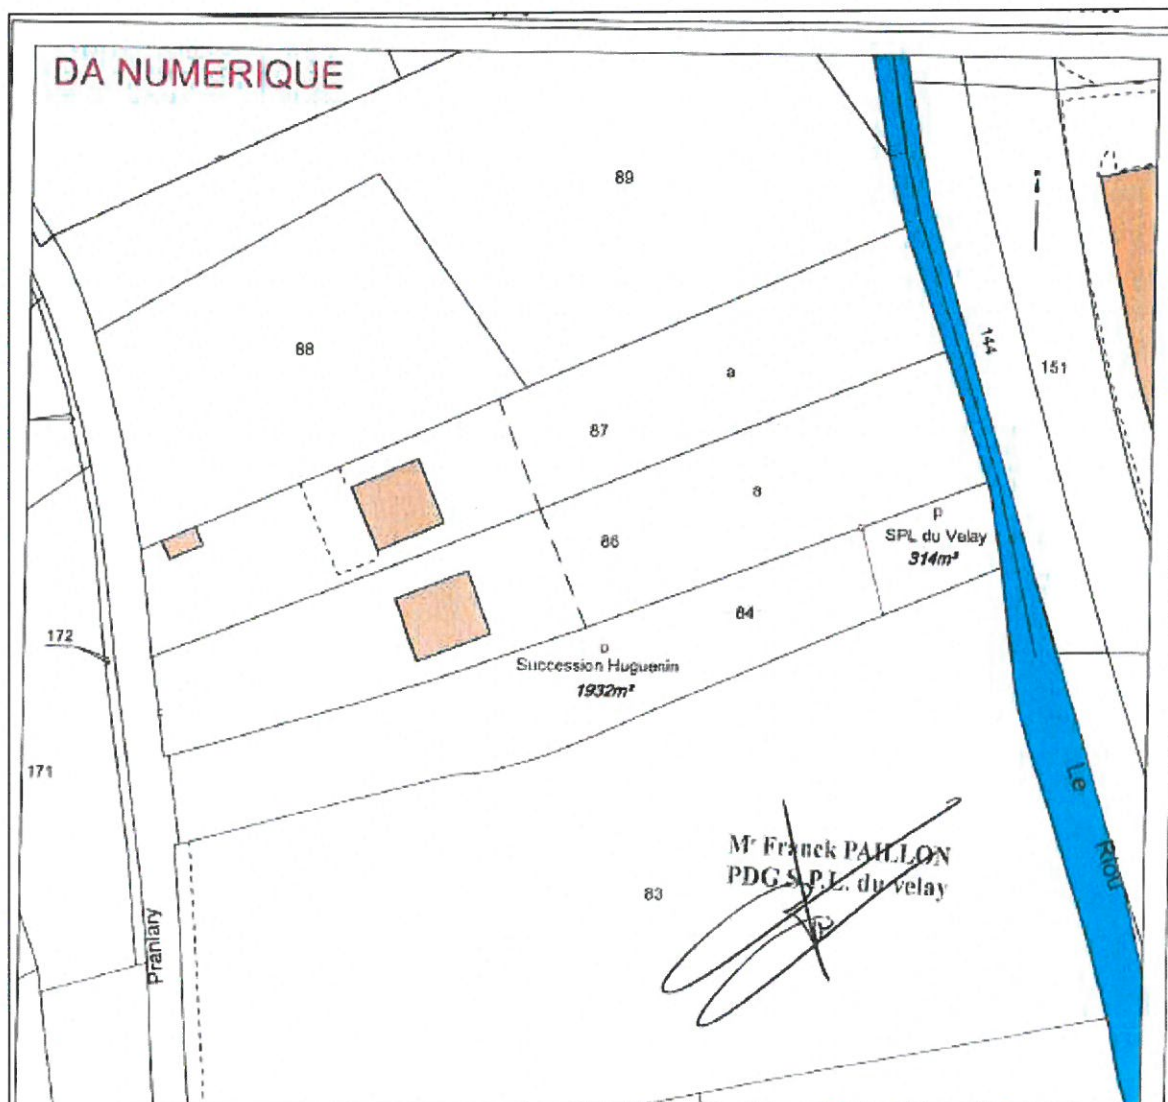 DA NUMERIQUE
89
88
144
151
a
87
a
86
p
SPL du Velay
314m²
84
172
p
Succession Huguenin
1932m²
171
Le Riou
Mr Franck PAILLON
PDG S.P.L. du velay
83
Pranlary